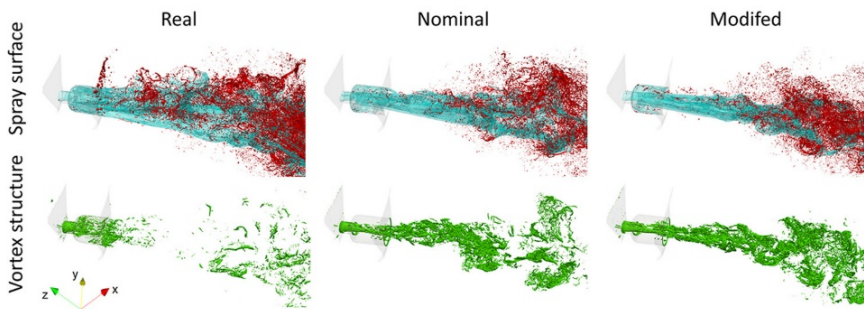 Real Nominal Modifed
Spray surface
Vortex structure
y
z x